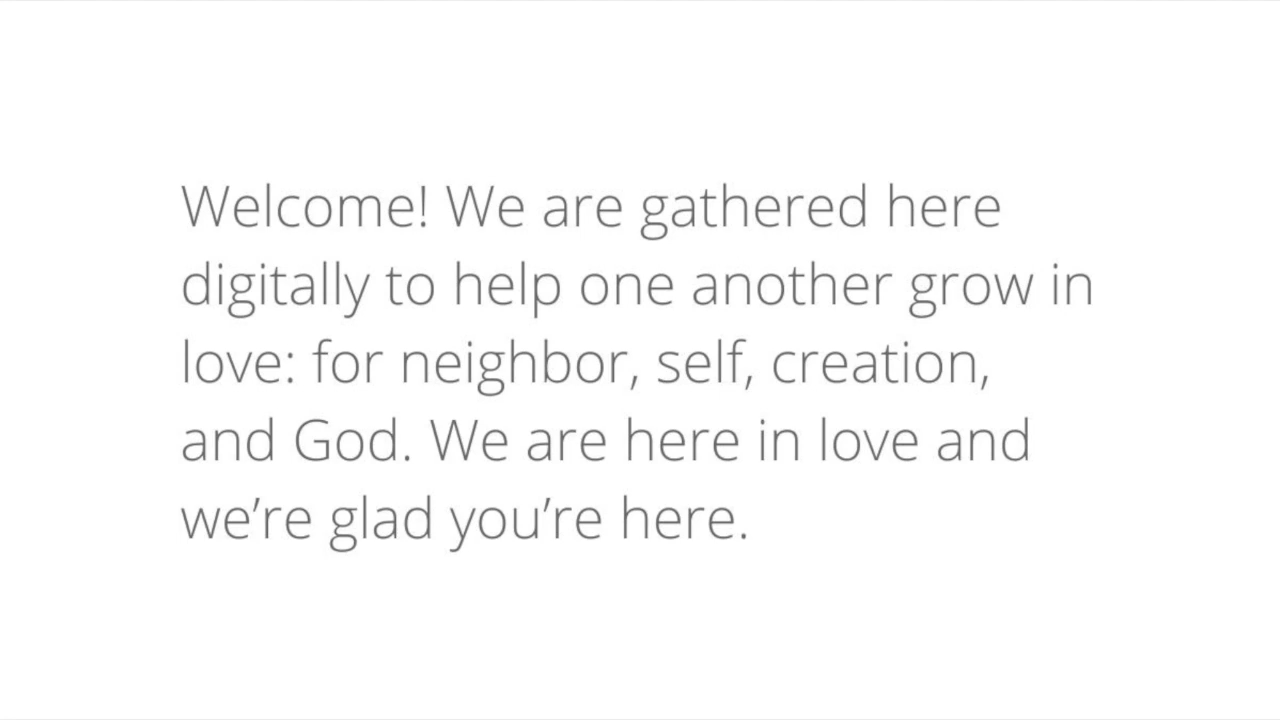 Welcome! We are gathered here
digitally to help one another grow in
love: for neighbor, self, creation,
and God. We are here in love and
we’re glad you’re here.